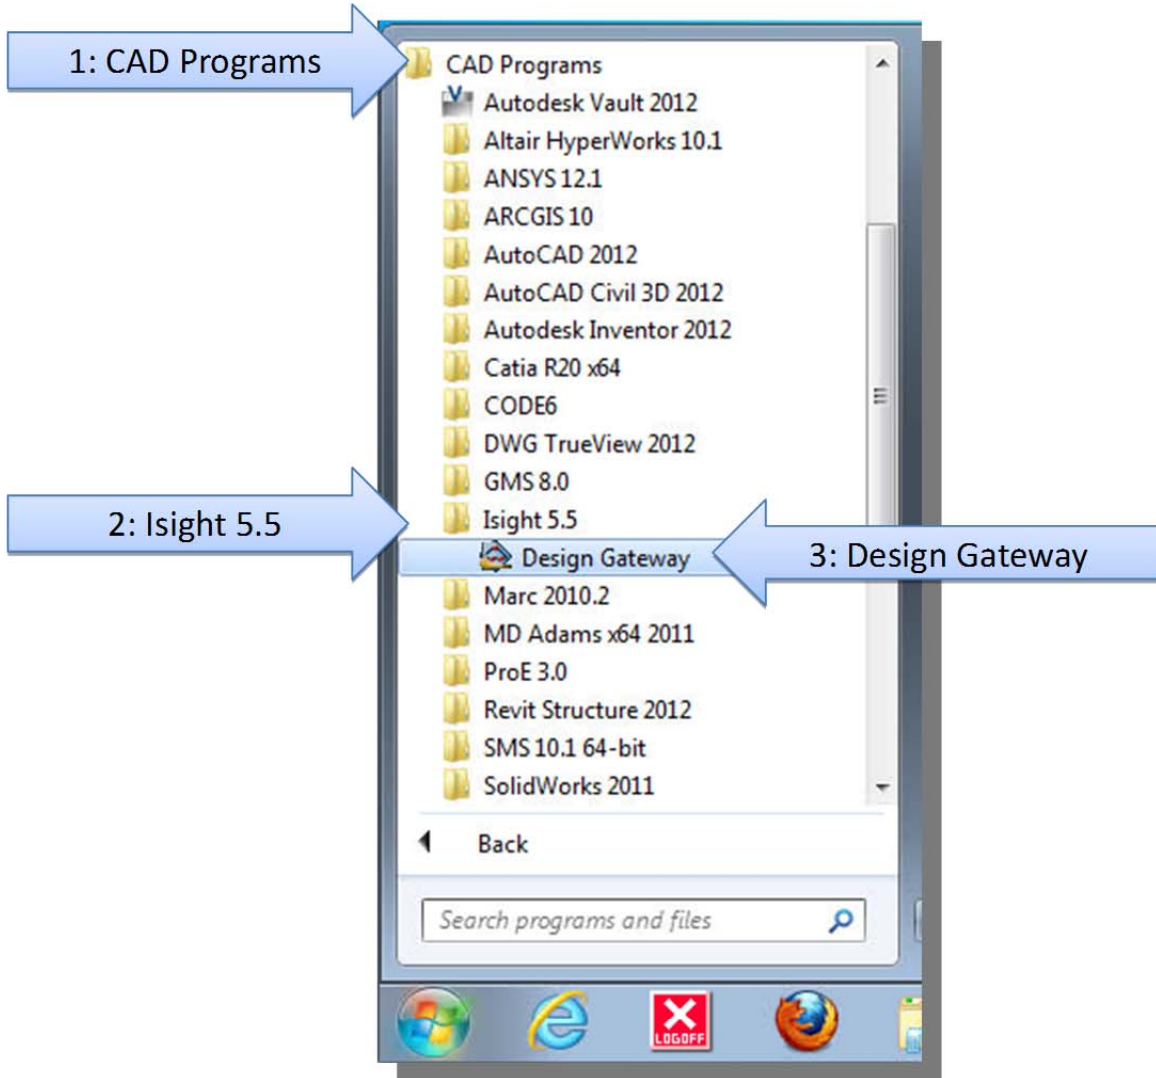 1: CAD Programs
CAD Programs
Autodesk Vault 2012
Altair HyperWorks 10.1
ANSYS 12.1
ARCGIS 10
AutoCAD 2012
AutoCAD Civil 3D 2012
Autodesk Inventor 2012
Catia R20 x64
CODE6
DWG TrueView 2012
GMS 8.0
2: Isight 5.5
Isight 5.5
Design Gateway
3: Design Gateway
Marc 2010.2
MD Adams x64 2011
ProE 3.0
Revit Structure 2012
SMS 10.1 64-bit
SolidWorks 2011
Back
Search programs and files
LOGOFF